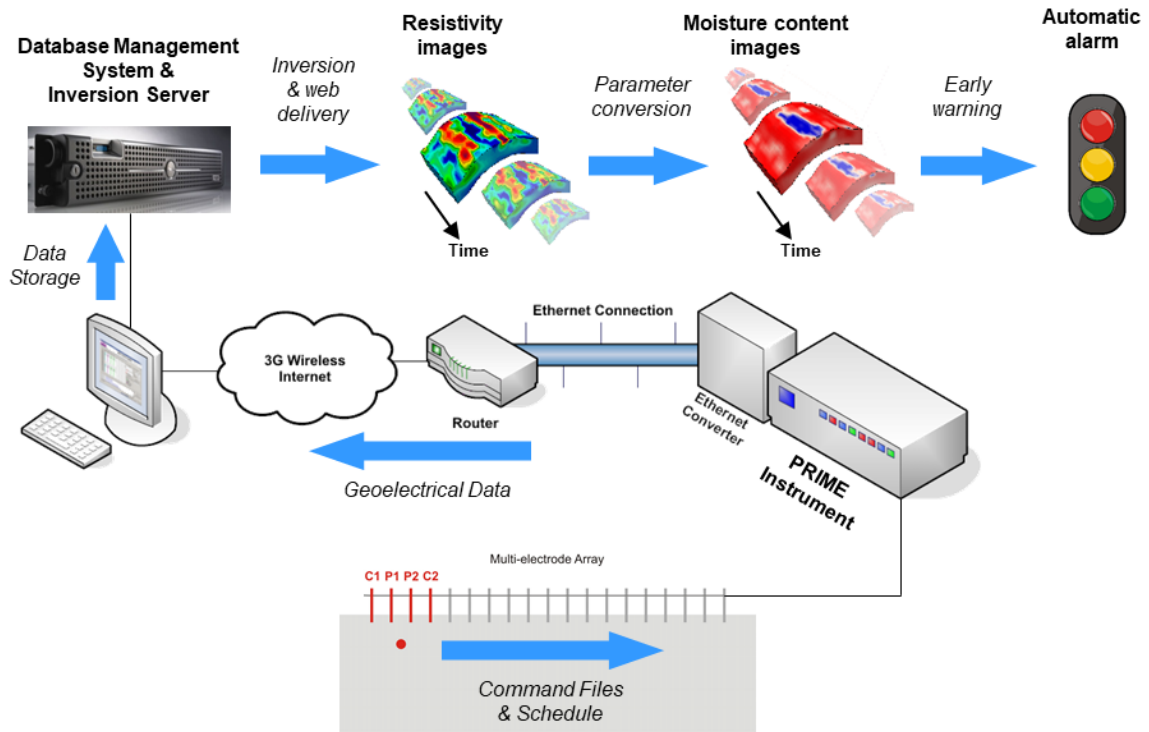 Database Management
System &
Inversion Server
Inversion
& web
delivery
Resistivity
images
Time
Parameter
conversion
Moisture content
images
Time
Early
warning
Automatic
alarm
Data
Storage
3G Wireless
Internet
Router
Ethernet Connection
Ethernet
Converter
PRIME
Instrument
Geoelectrical Data
Multi-electrode Array
C1 P1 P2 C2
Command Files
& Schedule